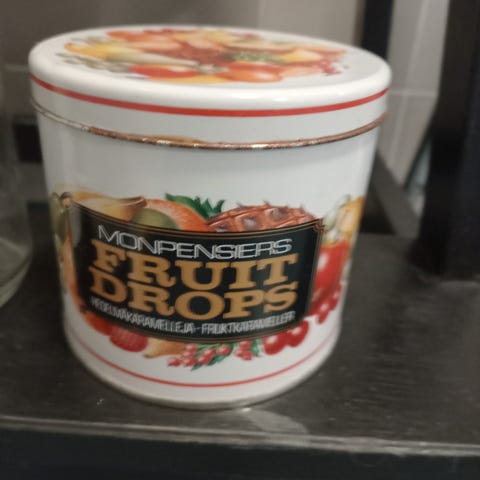 MONPENSIERS
FRUIT
DROPS
HEDELMÄKARAMELLEJA - FRUKTKARAMELLER